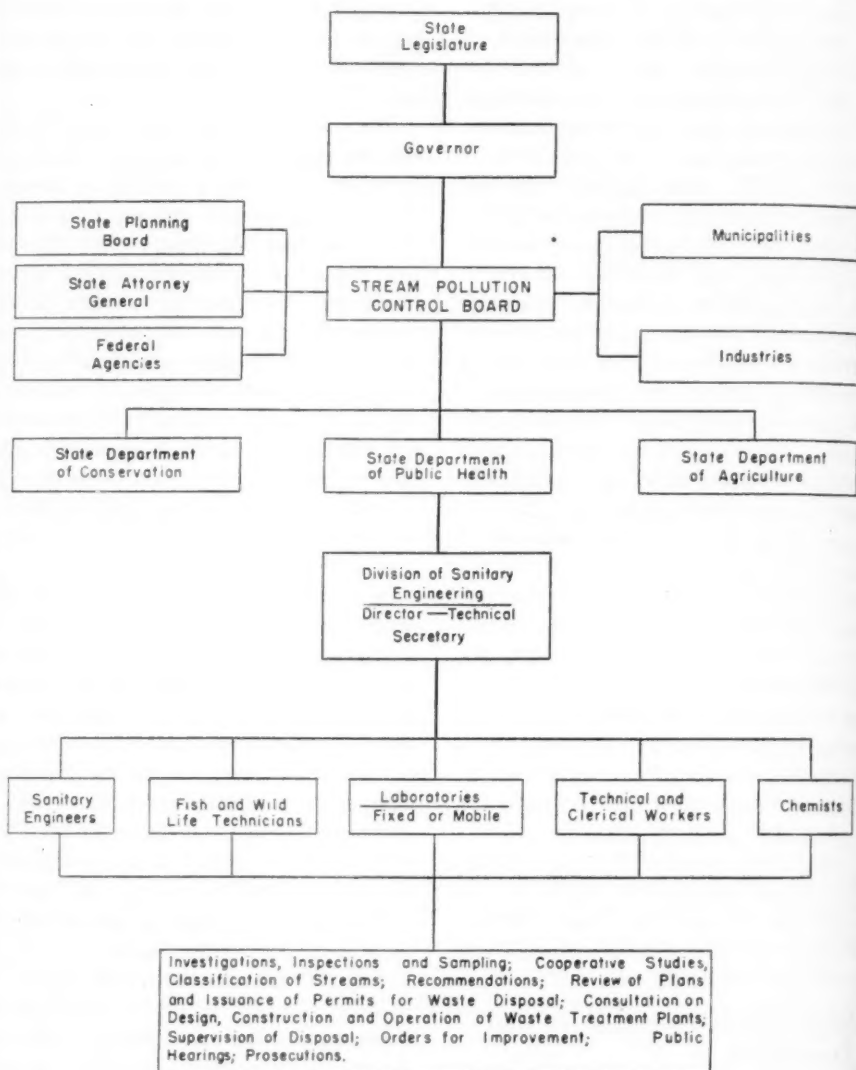 State
Legislature
Governor
State Planning
Board
Municipalities
State Attorney
General
STREAM POLLUTION
CONTROL BOARD
Federal
Agencies
Industries
State Department
of Conservation
State Department
of Public Health
State Department
of Agriculture
Division of Sanitary
Engineering
Director — Technical
Secretary
Sanitary
Engineers
Fish and Wild
Life Technicians
Laboratories
Fixed or Mobile
Technical and
Clerical Workers
Chemists
Investigations, Inspections and Sampling; Cooperative Studies,
Classification of Streams; Recommendations; Review of Plans
and Issuance of Permits for Waste Disposal; Consultation on
Design, Construction and Operation of Waste Treatment Plants;
Supervision of Disposal; Orders for Improvement; Public
Hearings; Prosecutions.